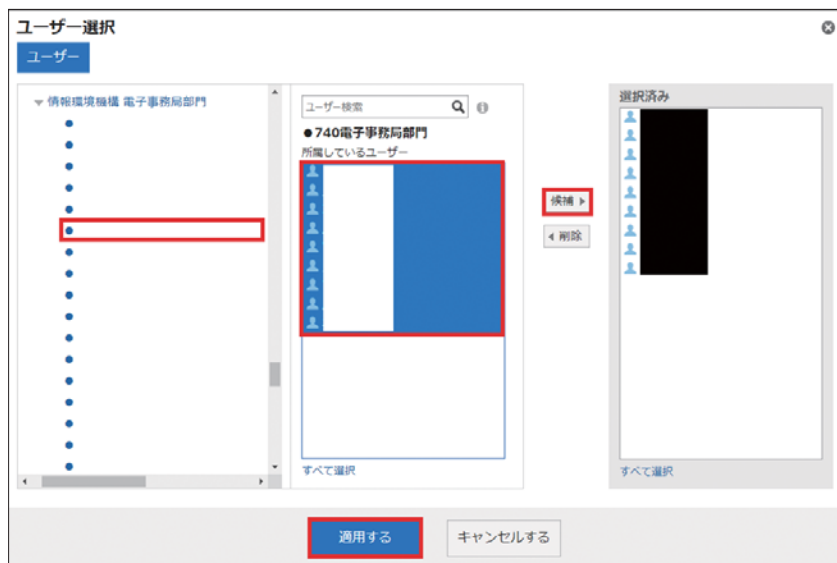 ユーザー選択
ユーザー
情報環境機構 電子事務局部門
ユーザー検索
●740電子事務局部門
所属しているユーザー
すべて選択
候補
削除
選択済み
すべて選択
適用する
キャンセルする